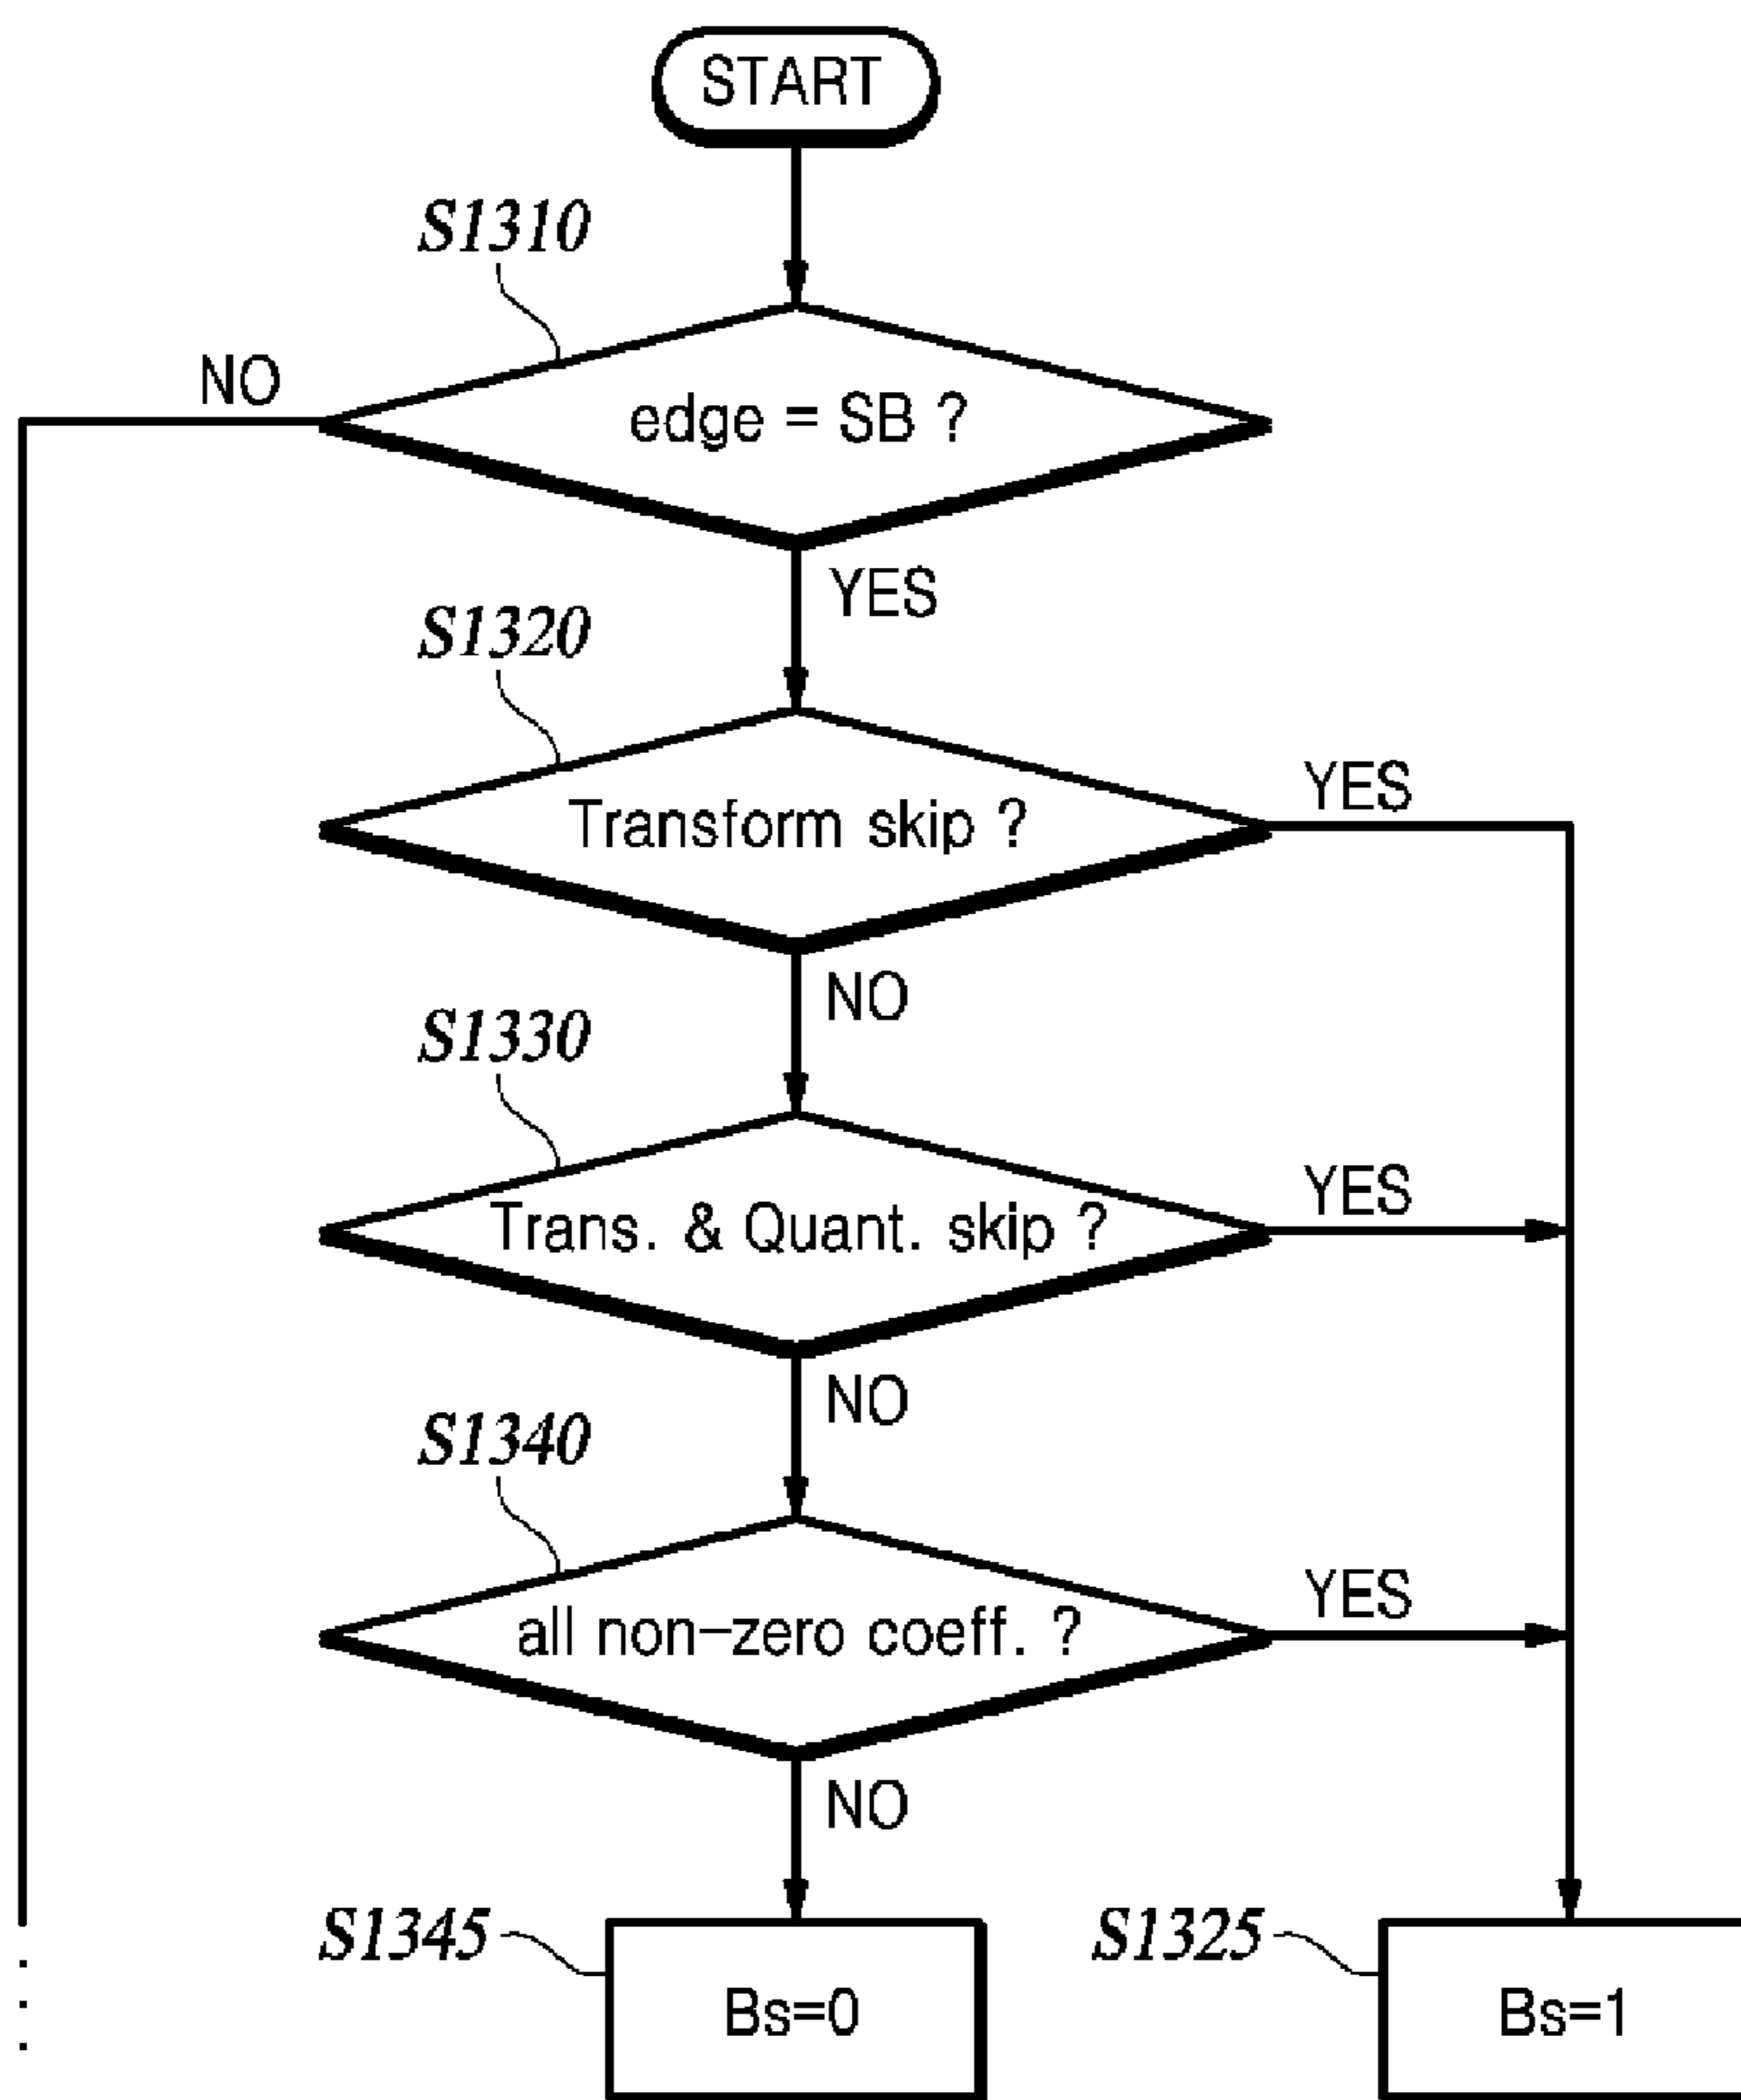 START
S1310
NO
edge = SB ?
YES
S1320
YES
Transform skip ?
NO
S1330
YES
Trans. & Quant. skip ?
NO
S1340
YES
all non-zero coeff. ?
NO
S1345
S1325
Bs=0
Bs=1